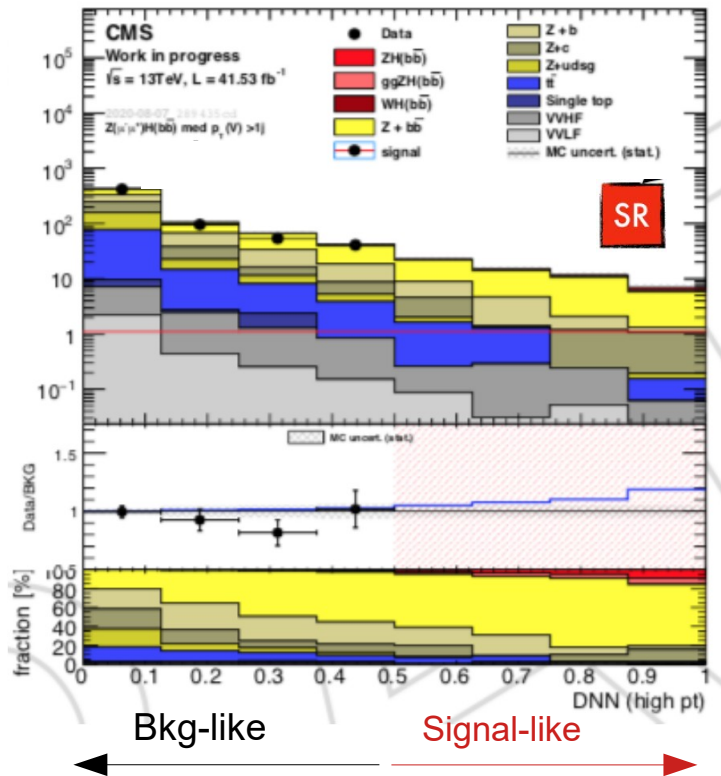 CMS
Work in progress
√s = 13TeV, L = 41.53 fb⁻¹
Z(μ⁻μ⁺)H(bb̅) med p_T(V) >1j
Data
ZH(bb̅)
ggZH(bb̅)
WH(bb̅)
Z + bb̅
signal
Z + b
Z+c
Z+udsg
tt̅
Single top
VVHF
VVLF
MC uncert. (stat.)
SR
10⁵
10⁴
10³
10²
10
1
10⁻¹
MC uncert. (stat.)
Data/BKG
1.5
1
0.5
fraction [%]
80
60
40
20
0
0 0.1 0.2 0.3 0.4 0.5 0.6 0.7 0.8 0.9 1
DNN (high pt)
Bkg-like
Signal-like